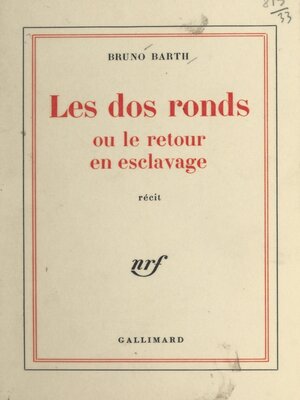 BRUNO BARTH
Les dos ronds
ou le retour
en esclavage
récit
nrf
GALLIMARD